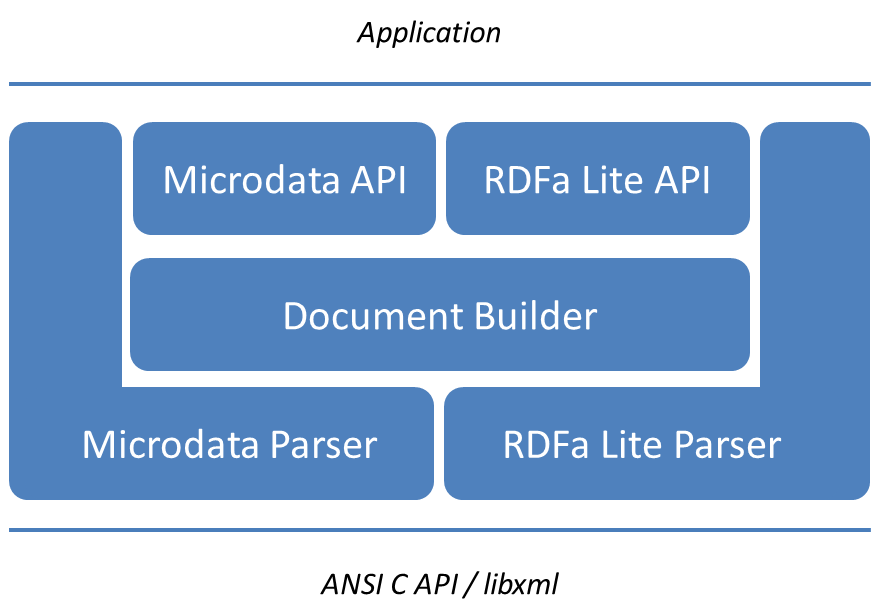 Application
Microdata API
RDFa Lite API
Document Builder
Microdata Parser
RDFa Lite Parser
ANSI C API / libxml